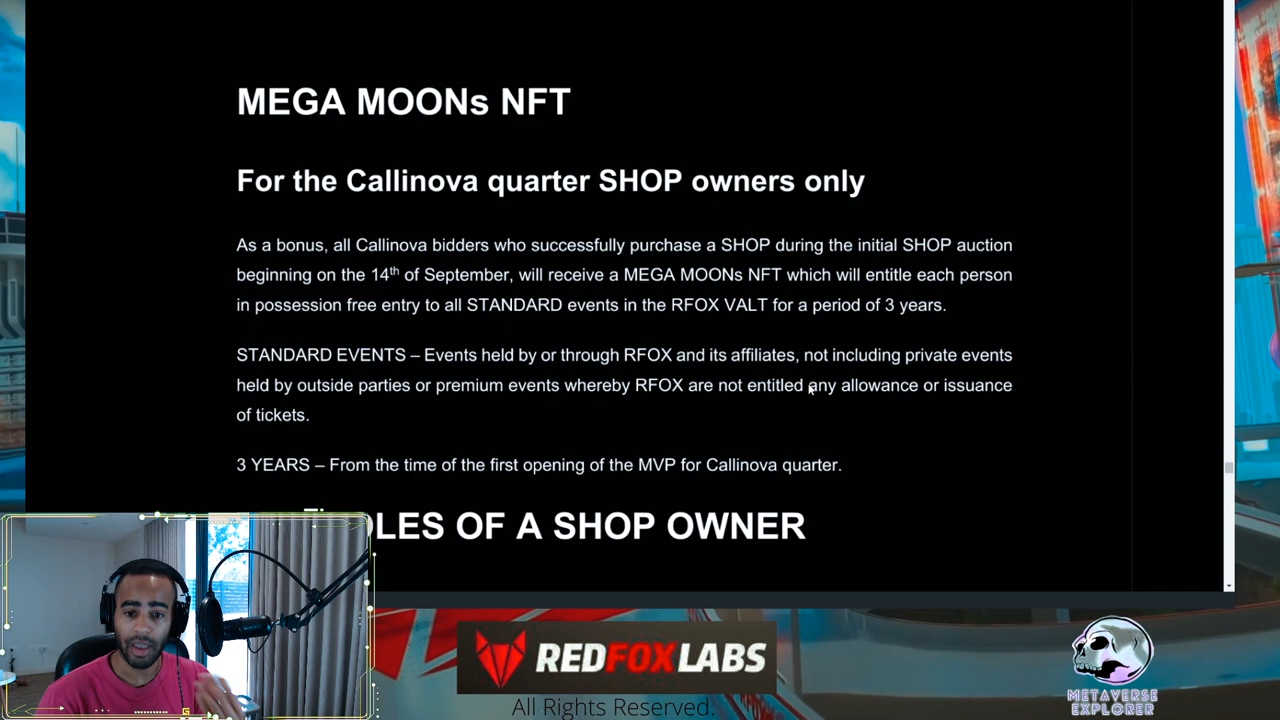 MEGA MOONs NFT
For the Callinova quarter SHOP owners only
As a bonus, all Callinova bidders who successfully purchase a SHOP during the initial SHOP auction
beginning on the 14th of September, will receive a MEGA MOONs NFT which will entitle each person
in possession free entry to all STANDARD events in the RFOX VALT for a period of 3 years.
STANDARD EVENTS – Events held by or through RFOX and its affiliates, not including private events
held by outside parties or premium events whereby RFOX are not entitled any allowance or issuance
of tickets.
3 YEARS – From the time of the first opening of the MVP for Callinova quarter.
OF A SHOP OWNER
REDFOXLABS
All Rights Reserved.
METAVERSE
EXPLORER